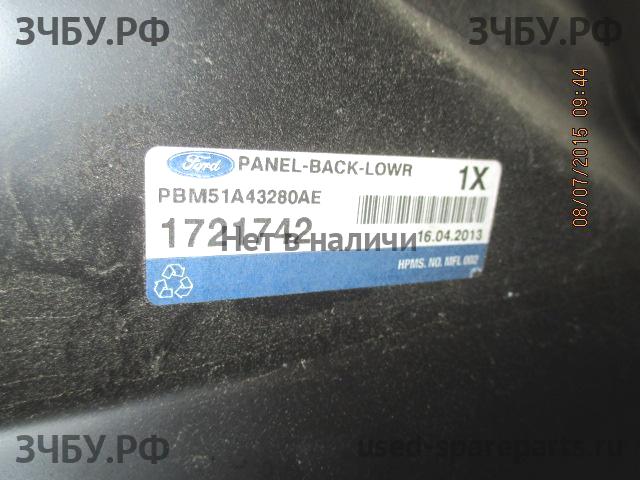 ЗЧБУ.РФ
ЗЧБУ.РФ
08/07/2015 09:44
Ford PANEL-BACK-LOWR
1X
PBM51A43280AE
1721742
Нет в наличи
16.04.2013
HPMS. NO. MFL 002
ЗЧБУ.РФ
used-spareparts.ru